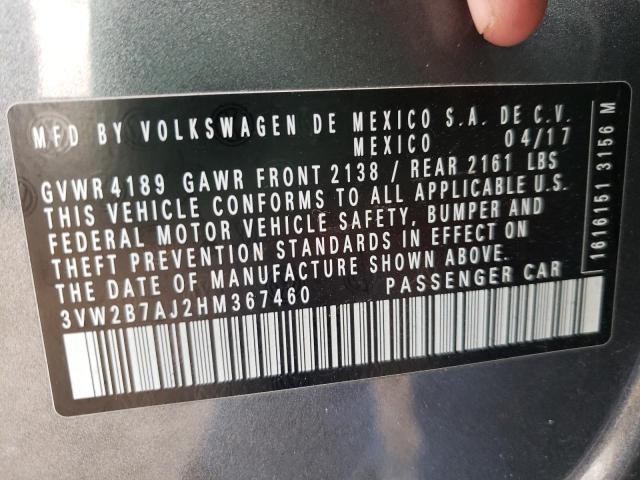 MFD BY VOLKSWAGEN DE MEXICO S.A. DE C.V.
MEXICO 04/17
GVWR 4189 GAWR FRONT 2138 / REAR 2161 LBS
THIS VEHICLE CONFORMS TO ALL APPLICABLE U.S.
FEDERAL MOTOR VEHICLE SAFETY, BUMPER AND
THEFT PREVENTION STANDARDS IN EFFECT ON
THE DATE OF MANUFACTURE SHOWN ABOVE.
3VW2B7AJ2HM367460 PASSENGER CAR
1616151 3156 M